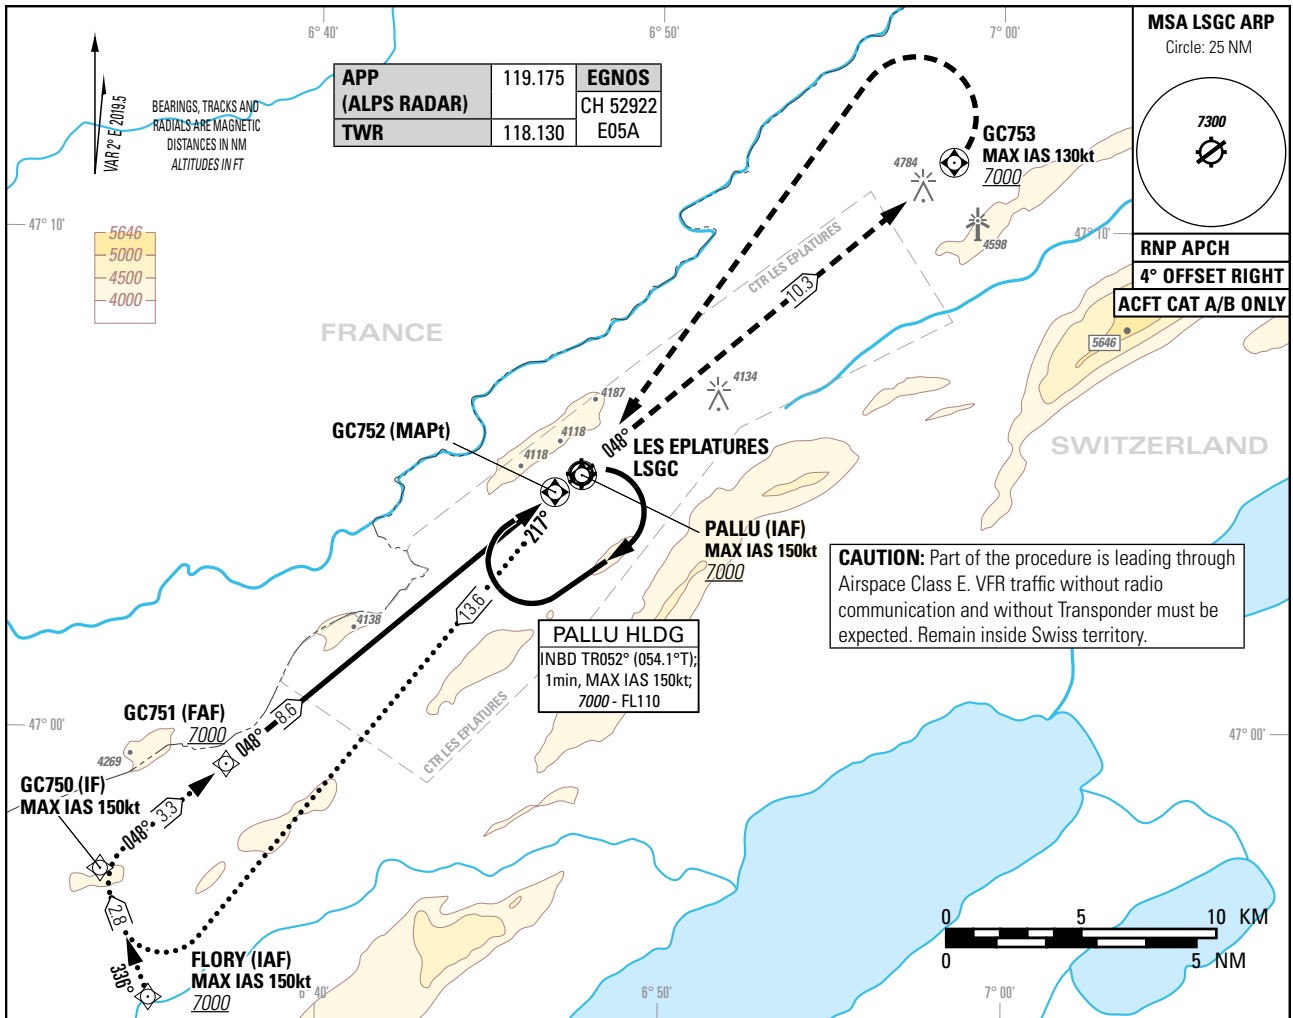 6° 40'
6° 50'
7° 00'
MSA LSGC ARP
Circle: 25 NM
7300
RNP APCH
4° OFFSET RIGHT
ACFT CAT A/B ONLY
VAR 2° E 2019.5
BEARINGS, TRACKS AND
RADIALS ARE MAGNETIC
DISTANCES IN NM
ALTITUDES IN FT
APP 119.175 EGNOS
(ALPS RADAR) CH 52922
TWR 118.130 E05A
GC753
MAX IAS 130kt
7000
4784
4598
47° 10'
47° 10'
5646
5000
4500
4000
CTR LES EPLATURES
10.3
FRANCE
5646
4134
4187
4118
4118
GC752 (MAPt)
048°
LES EPLATURES
LSGC
SWITZERLAND
217°
PALLU (IAF)
MAX IAS 150kt
7000
CAUTION: Part of the procedure is leading through
Airspace Class E. VFR traffic without radio
communication and without Transponder must be
expected. Remain inside Swiss territory.
13.6
4138
PALLU HLDG
INBD TR052° (054.1°T);
1min, MAX IAS 150kt;
7000 - FL110
CTR LES EPLATURES
GC751 (FAF)
7000
8.6
048°
47° 00'
47° 00'
4269
GC750 (IF)
MAX IAS 150kt
3.3
048°
2.8
336°
FLORY (IAF)
MAX IAS 150kt
7000
0 5 10 KM
0 5 NM
6° 40'
6° 50'
7° 00'